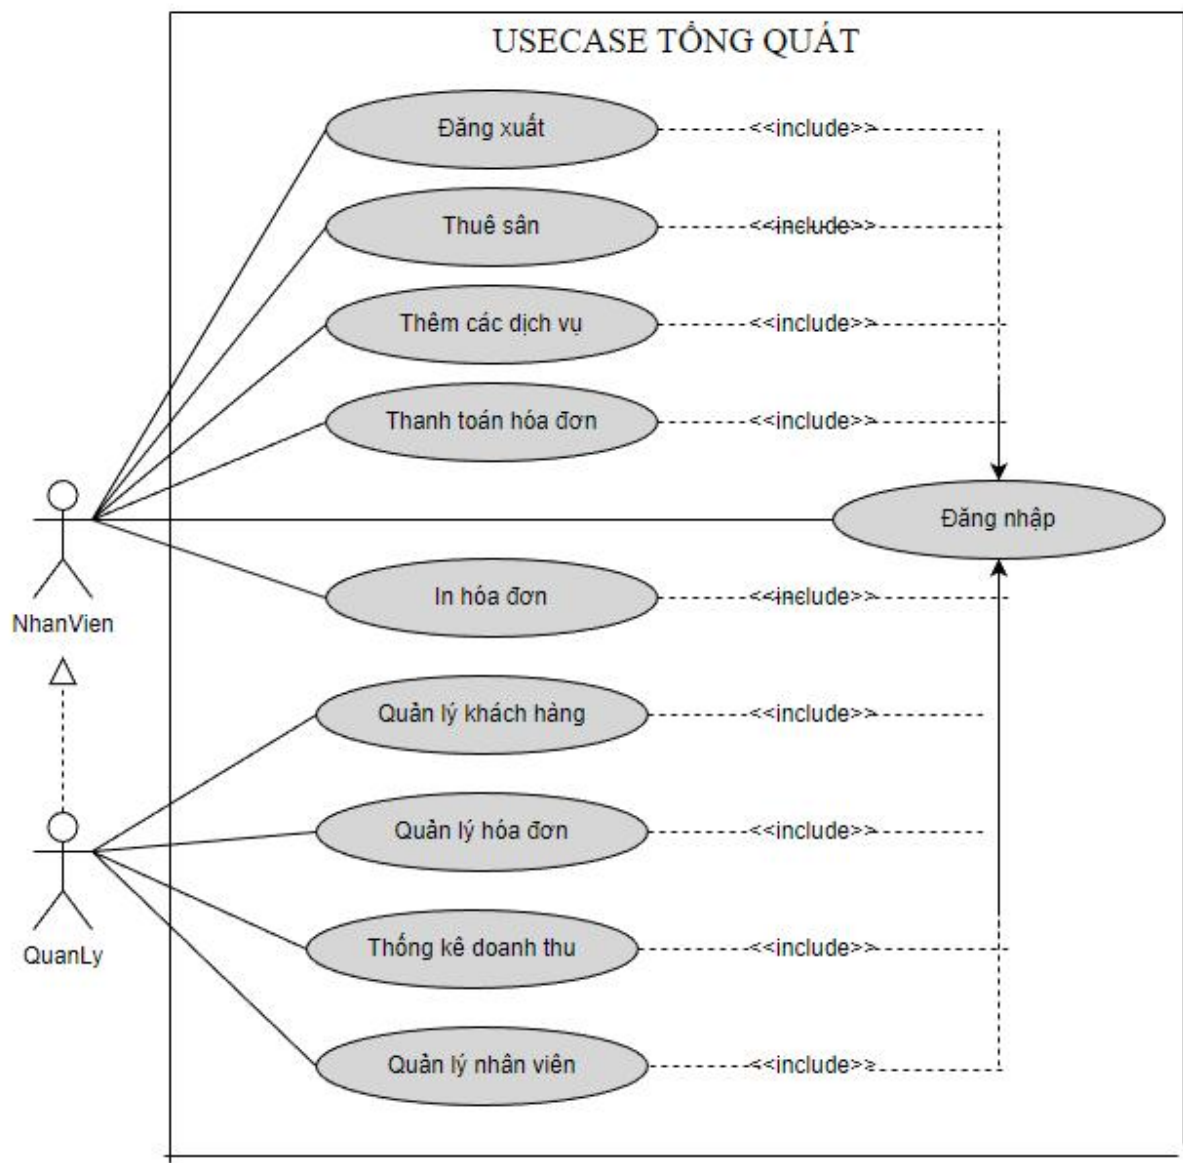 USECASE TỔNG QUÁT
Đăng xuất
<<include>>
Thuê sân
<<include>>
Thêm các dịch vụ
<<include>>
Thanh toán hóa đơn
<<include>>
Đăng nhập
NhanVien
In hóa đơn
<<include>>
Quản lý khách hàng
<<include>>
Quản lý hóa đơn
<<include>>
QuanLy
Thống kê doanh thu
<<include>>
Quản lý nhân viên
<<include>>